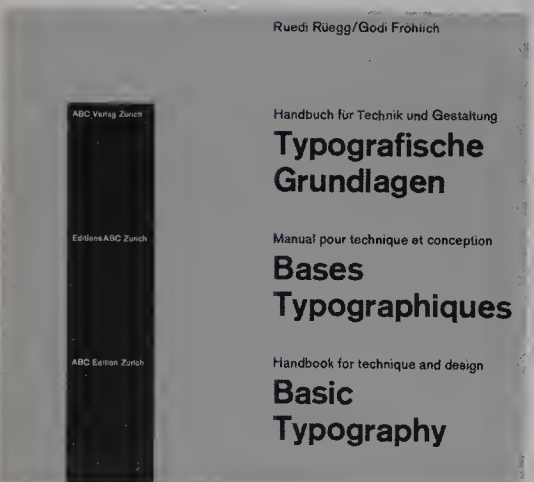 Ruedi Rüegg/Godi Fröhlich
ABC Verlag Zürich
Handbuch für Technik und Gestaltung
Typografische
Grundlagen
Editions ABC Zurich
Manual pour technique et conception
Bases
Typographiques
ABC Edition Zurich
Handbook for technique and design
Basic
Typography